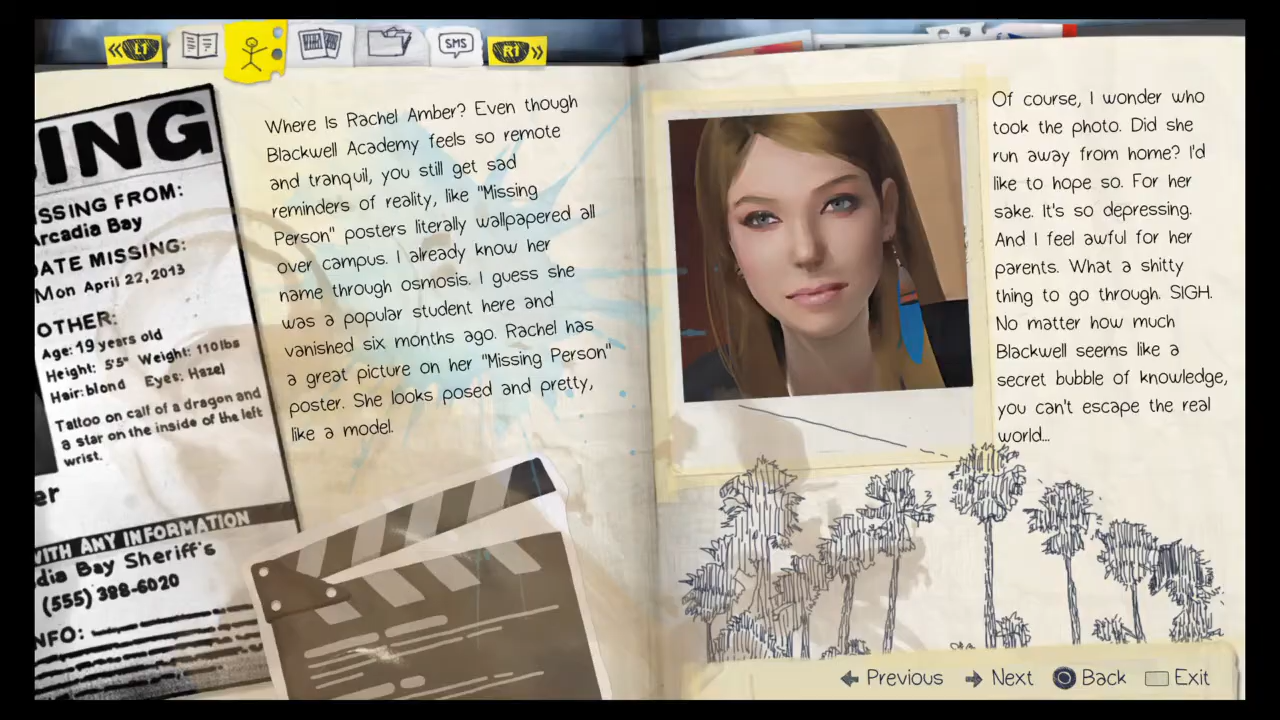 L1
SMS
R1
ING
SSING FROM:
Arcadia Bay
DATE MISSING:
Mon April 22, 2013
OTHER:
Age: 19 years old
Height: 5'5" Weight: 110lbs
Hair: blond Eyes: Hazel
Tattoo on calf of a dragon and
a star on the inside of the left
wrist.
er
WITH ANY INFORMATION
dia Bay Sheriff's
(555) 398-6020
NFO:
Where Is Rachel Amber? Even though
Blackwell Academy feels so remote
and tranquil, you still get sad
reminders of reality, like "Missing
Person" posters literally wallpapered all
over campus. I already know her
name through osmosis. I guess she
was a popular student here and
vanished six months ago. Rachel has
a great picture on her "Missing Person"
poster. She looks posed and pretty,
like a model.
Of course, I wonder who
took the photo. Did she
run away from home? I'd
like to hope so. For her
sake. It's so depressing.
And I feel awful for her
parents. What a shitty
thing to go through. SIGH.
No matter how much
Blackwell seems like a
secret bubble of knowledge,
you can't escape the real
world...
Previous Next Back Exit